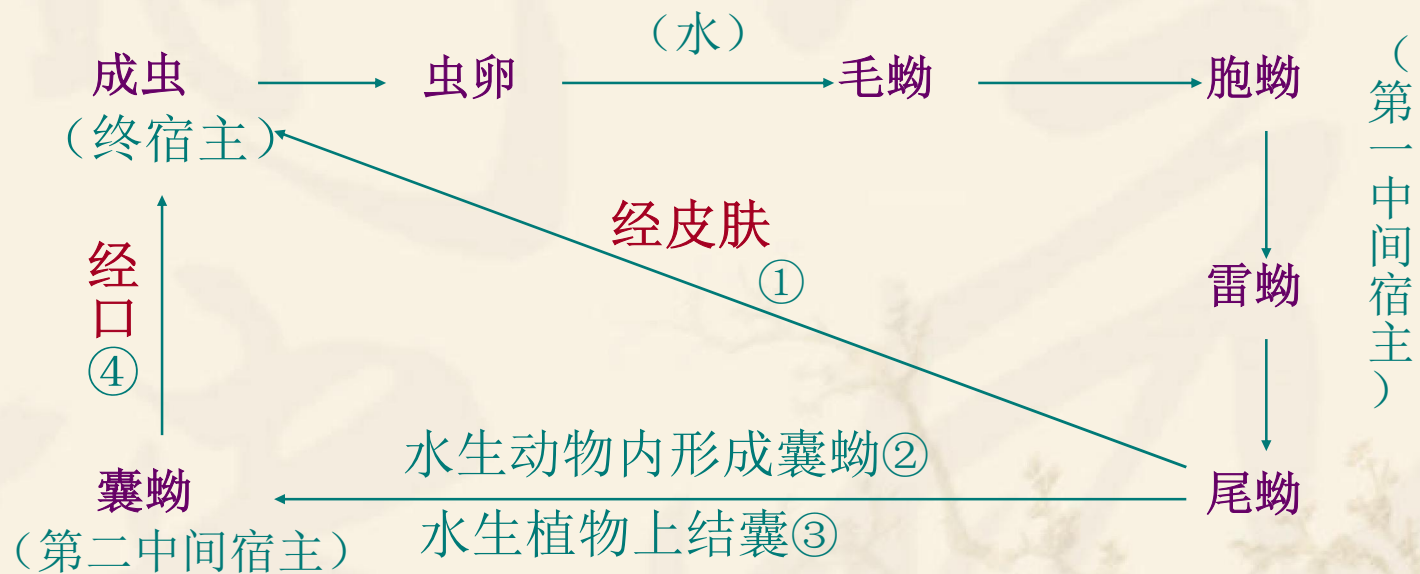 （水）
成虫
虫卵
毛蚴
胞蚴
（终宿主）
（第一中间宿主）
经皮肤
①
雷蚴
经口
④
水生动物内形成囊蚴②
囊蚴
尾蚴
水生植物上结囊③
（第二中间宿主）